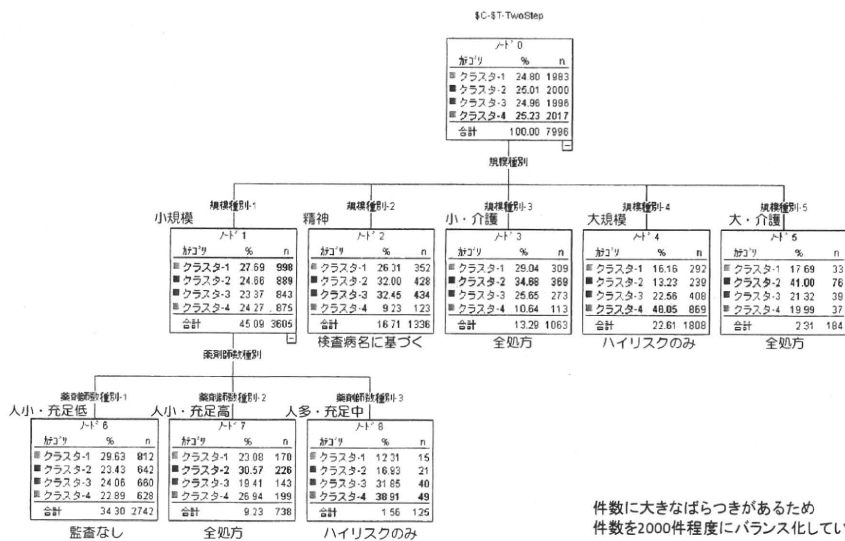 $C-$T-TwoStep
ﾉｰﾄﾞ 0
ｶﾃｺﾞﾘ % n
クラスタ-1 24.80 1983
クラスタ-2 25.01 2000
クラスタ-3 24.96 1996
クラスタ-4 25.23 2017
合計 100.00 7996
規模種別
規模種別-1
小規模
ﾉｰﾄﾞ 1
ｶﾃｺﾞﾘ % n
クラスタ-1 27.69 998
クラスタ-2 24.66 889
クラスタ-3 23.37 843
クラスタ-4 24.27 875
合計 45.09 3605
規模種別-2
精神
ﾉｰﾄﾞ 2
ｶﾃｺﾞﾘ % n
クラスタ-1 26.31 352
クラスタ-2 32.00 428
クラスタ-3 32.45 434
クラスタ-4 9.23 123
合計 16.71 1336
検査病名に基づく
規模種別-3
小・介護
ﾉｰﾄﾞ 3
ｶﾃｺﾞﾘ % n
クラスタ-1 29.04 309
クラスタ-2 34.68 369
クラスタ-3 25.65 273
クラスタ-4 10.64 113
合計 13.29 1063
全処方
規模種別-4
大規模
ﾉｰﾄﾞ 4
ｶﾃｺﾞﾘ % n
クラスタ-1 16.16 292
クラスタ-2 13.23 239
クラスタ-3 22.56 408
クラスタ-4 48.05 869
合計 22.61 1808
ハイリスクのみ
規模種別-5
大・介護
ﾉｰﾄﾞ 5
ｶﾃｺﾞﾘ % n
クラスタ-1 17.69 33
クラスタ-2 41.00 76
クラスタ-3 21.32 39
クラスタ-4 19.99 37
合計 2.31 184
全処方
薬剤師数種別
薬剤師数種別-1
人小・充足低
ﾉｰﾄﾞ 6
ｶﾃｺﾞﾘ % n
クラスタ-1 29.63 812
クラスタ-2 23.43 642
クラスタ-3 24.06 660
クラスタ-4 22.89 628
合計 34.30 2742
監査なし
薬剤師数種別-2
人小・充足高
ﾉｰﾄﾞ 7
ｶﾃｺﾞﾘ % n
クラスタ-1 23.08 170
クラスタ-2 30.57 226
クラスタ-3 19.41 143
クラスタ-4 26.94 199
合計 9.23 738
全処方
薬剤師数種別-3
人多・充足中
ﾉｰﾄﾞ 8
ｶﾃｺﾞﾘ % n
クラスタ-1 12.31 15
クラスタ-2 16.93 21
クラスタ-3 31.85 40
クラスタ-4 38.91 49
合計 1.56 125
ハイリスクのみ
件数に大きなばらつきがあるため
件数を2000件程度にバランス化してい